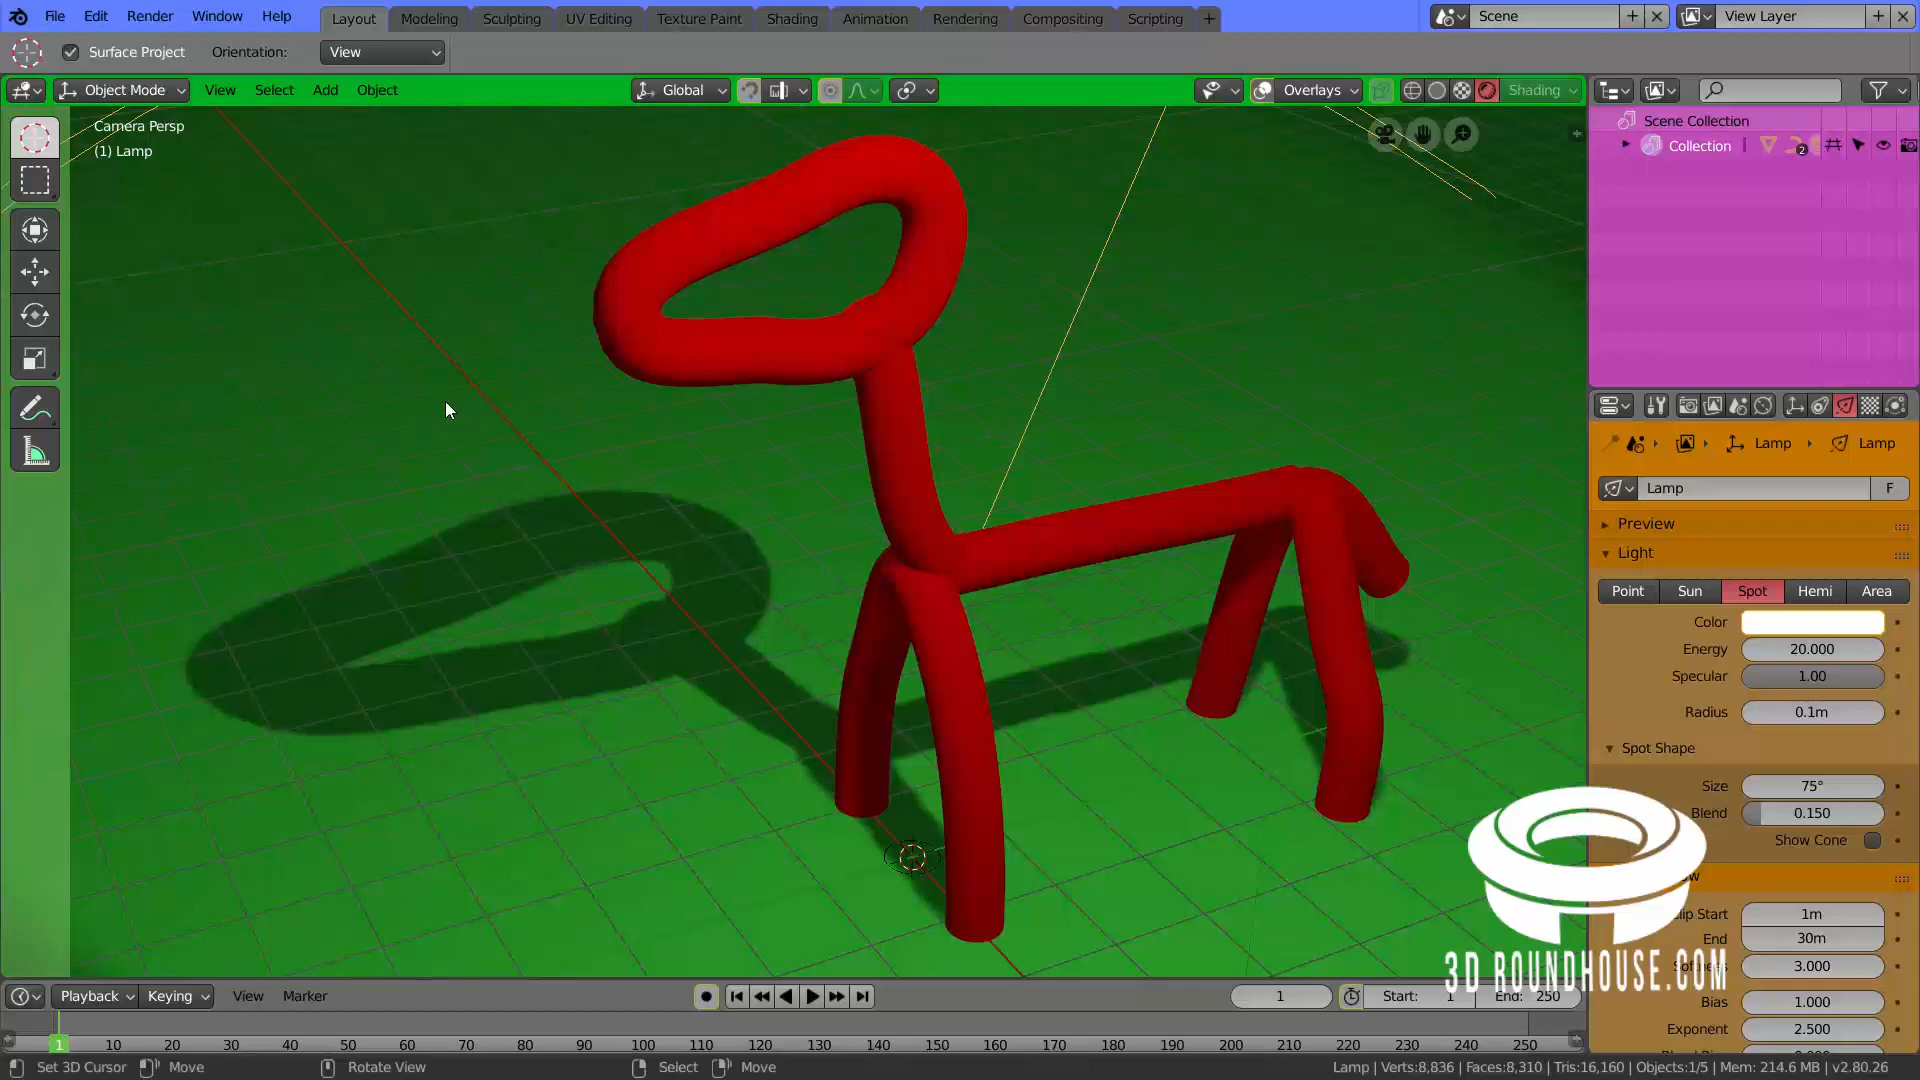 File Edit Render Window Help Layout Modeling Sculpting UV Editing Texture Paint Shading Animation Rendering Compositing Scripting + Scene View Layer
Surface Project Orientation: View
Object Mode View Select Add Object Global Overlays Shading
Camera Persp
(1) Lamp
Scene Collection
Collection 2
Lamp Lamp
Lamp F
Preview
Light
Point Sun Spot Hemi Area
Color
Energy 20.000
Specular 1.00
Radius 0.1m
Spot Shape
Size 75°
Blend 0.150
Show Cone
Clip Start 1m
End 30m
3.000
3D ROUNDHOUSE.COM
Bias 1.000
Exponent 2.500
Playback Keying View Marker 1 Start: 1 End: 250
1 10 20 30 40 50 60 70 80 90 100 110 120 130 140 150 160 170 180 190 200 210 220 230 240 250
Set 3D Cursor Move Rotate View Select Move Lamp | Verts:8,836 | Faces:8,310 | Tris:16,160 | Objects:1/5 | Mem: 214.6 MB | v2.80.26